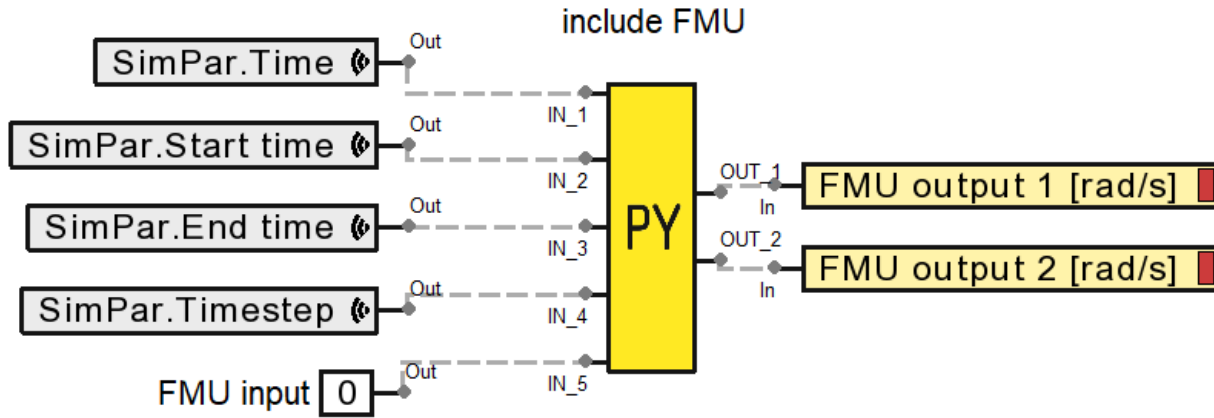 include FMU
SimPar.Time
Out
IN_1
SimPar.Start time
Out
IN_2
SimPar.End time
Out
IN_3
SimPar.Timestep
Out
IN_4
FMU input 0
Out
IN_5
PY
OUT_1
In
FMU output 1 [rad/s]
OUT_2
In
FMU output 2 [rad/s]